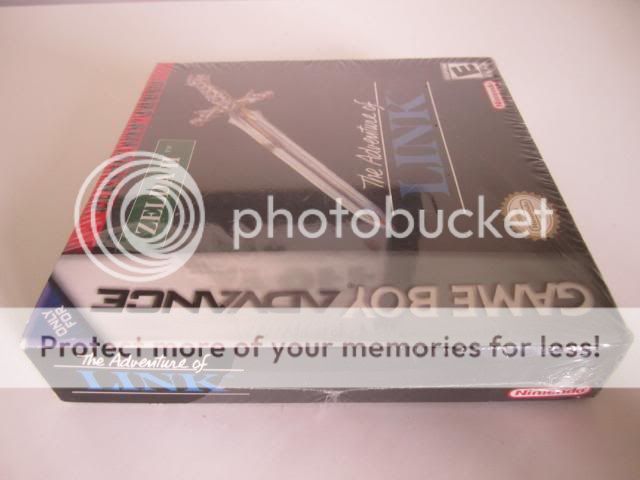 E
Nintendo
The Adventure of
LINK
ZELDA II
photobucket
GAME BOY ADVANCE
ONLY
FOR
Protect more of your memories for less!
The Adventure of
LINK
Nintendo